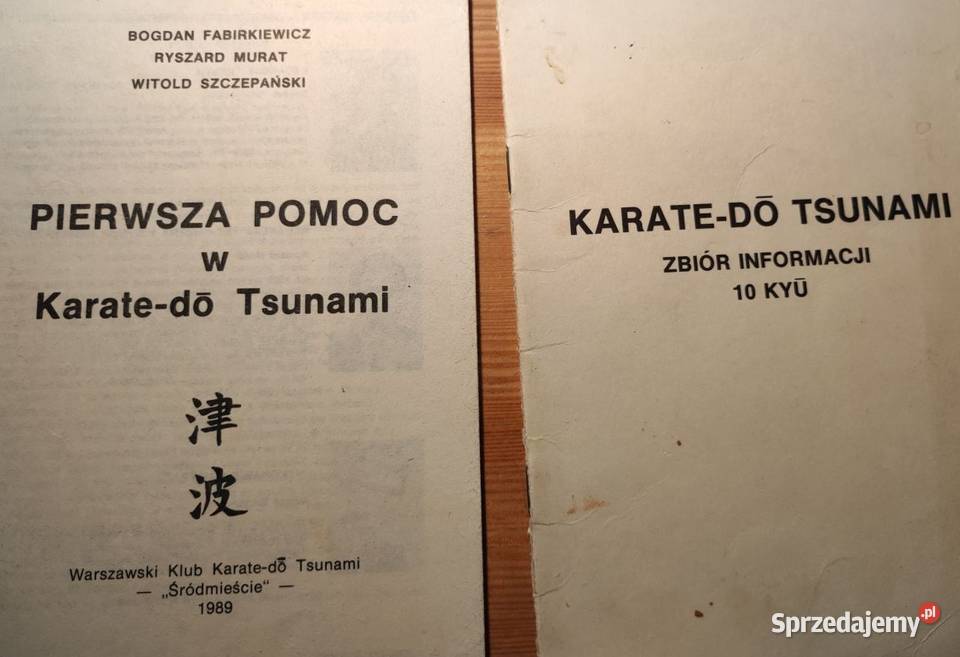 BOGDAN FABIRKIEWICZ
RYSZARD MURAT
WITOLD SZCZEPAŃSKI
PIERWSZA POMOC
w
Karate-dō Tsunami
津
波
Warszawski Klub Karate-dō Tsunami
— „Śródmieście" —
1989
KARATE-DŌ TSUNAMI
ZBIÓR INFORMACJI
10 KYŪ
Sprzedajemy.pl